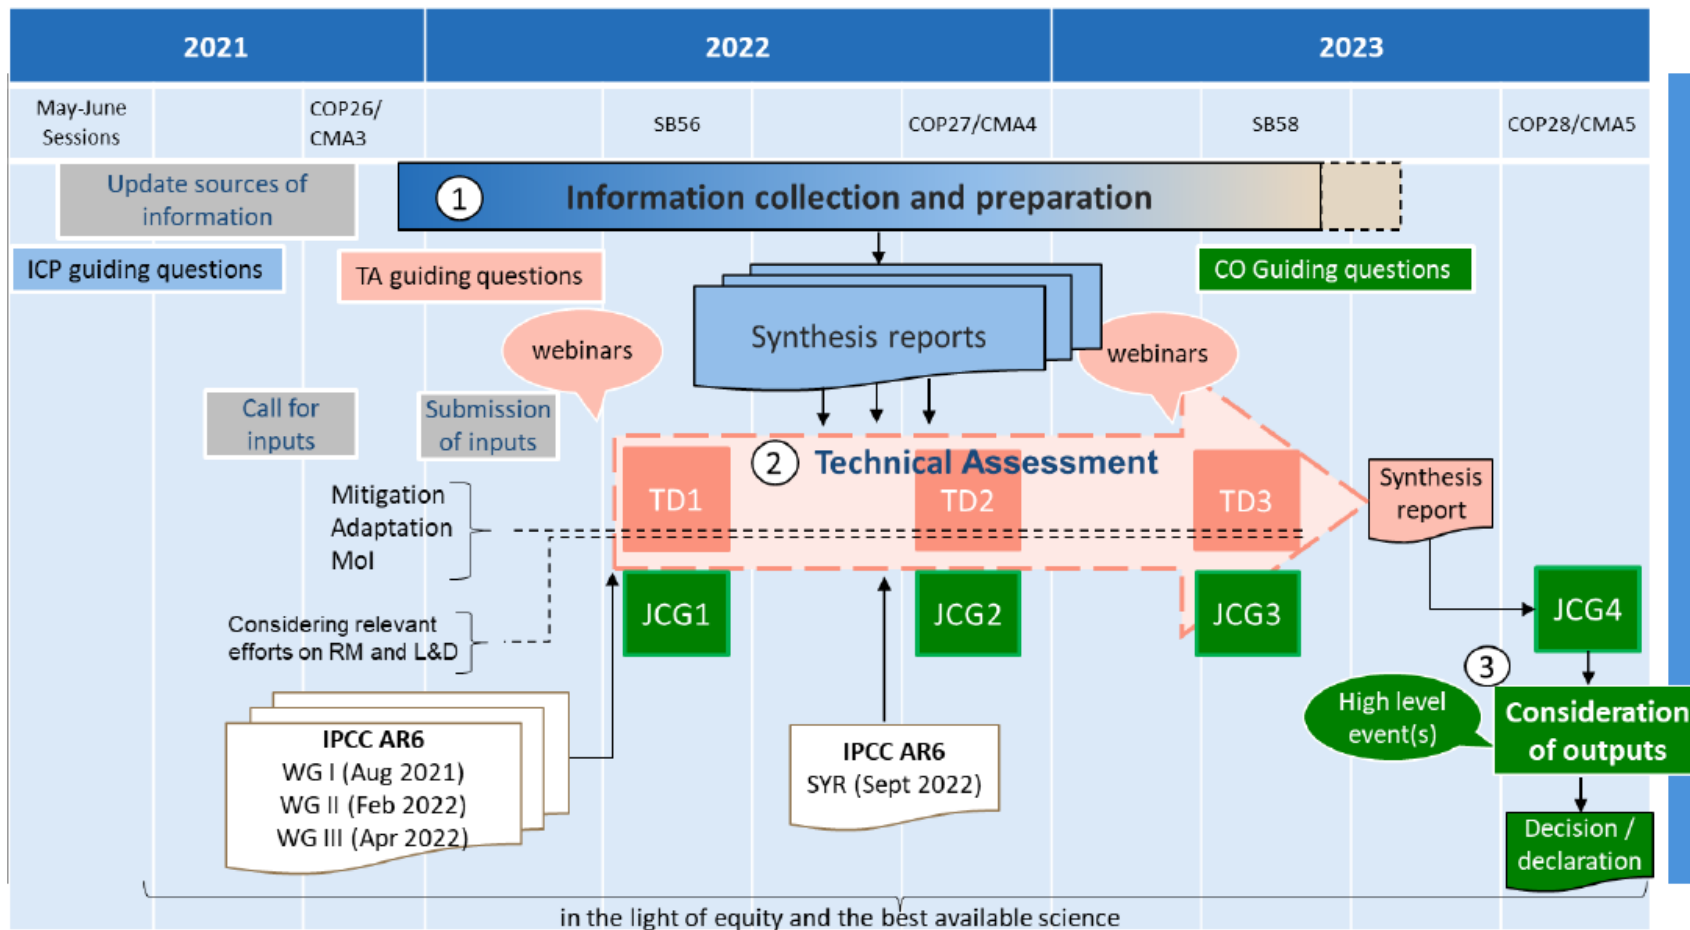 2021
2022
2023
May-June
Sessions
COP26/
CMA3
SB56
COP27/CMA4
SB58
COP28/CMA5
Update sources of
information
1
Information collection and preparation
ICP guiding questions
TA guiding questions
CO Guiding questions
webinars
Synthesis reports
webinars
Call for
inputs
Submission
of inputs
2
Technical Assessment
Mitigation
Adaptation
MoI
TD1
TD2
TD3
Synthesis
report
Considering relevant
efforts on RM and L&D
JCG1
JCG2
JCG3
JCG4
3
High level
event(s)
Consideration
of outputs
IPCC AR6
WG I (Aug 2021)
WG II (Feb 2022)
WG III (Apr 2022)
IPCC AR6
SYR (Sept 2022)
Decision /
declaration
in the light of equity and the best available science